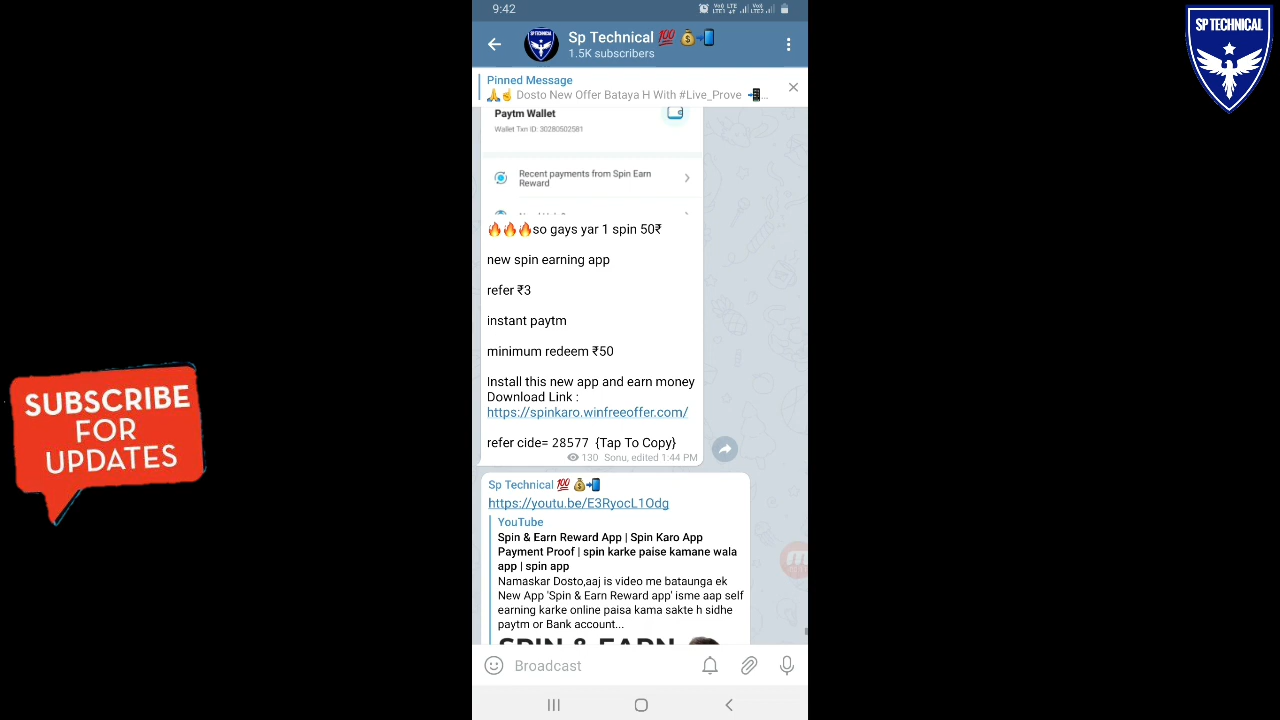 9:42
SP TECHNICAL
Sp Technical 💯 💰📲
1.5K subscribers
Pinned Message
🙏☝ Dosto New Offer Bataya H With #Live_Prove 📲...
Paytm Wallet
Wallet Txn ID: 30280502581
Recent payments from Spin Earn
Reward
🔥🔥🔥so gays yar 1 spin 50₹
new spin earning app
refer ₹3
instant paytm
minimum redeem ₹50
Install this new app and earn money
Download Link :
https://spinkaro.winfreeoffer.com/
refer cide= 28577 {Tap To Copy}
130 Sonu, edited 1:44 PM
SUBSCRIBE
FOR
UPDATES
Sp Technical 💯 💰📲
https://youtu.be/E3RyocL1Odg
YouTube
Spin & Earn Reward App | Spin Karo App
Payment Proof | spin karke paise kamane wala
app | spin app
Namaskar Dosto,aaj is video me bataunga ek
New App 'Spin & Earn Reward app' isme aap self
earning karke online paisa kama sakte h sidhe
paytm or Bank account...
SPIN & EARN
Broadcast